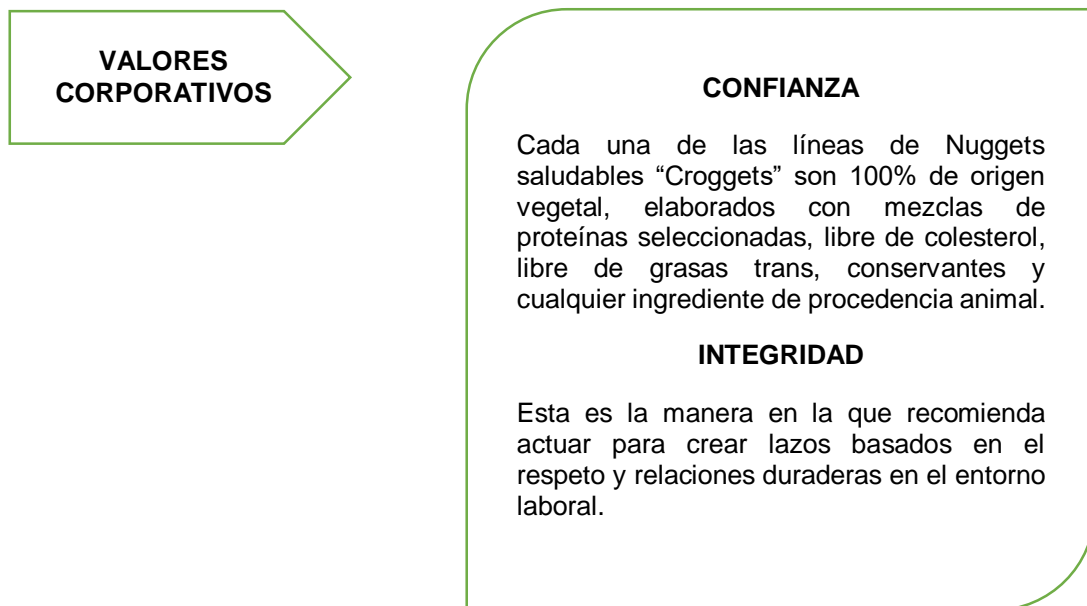 VALORES
CORPORATIVOS
CONFIANZA
Cada una de las líneas de Nuggets
saludables “Croggets” son 100% de origen
vegetal, elaborados con mezclas de
proteínas seleccionadas, libre de colesterol,
libre de grasas trans, conservantes y
cualquier ingrediente de procedencia animal.
INTEGRIDAD
Esta es la manera en la que recomienda
actuar para crear lazos basados en el
respeto y relaciones duraderas en el entorno
laboral.